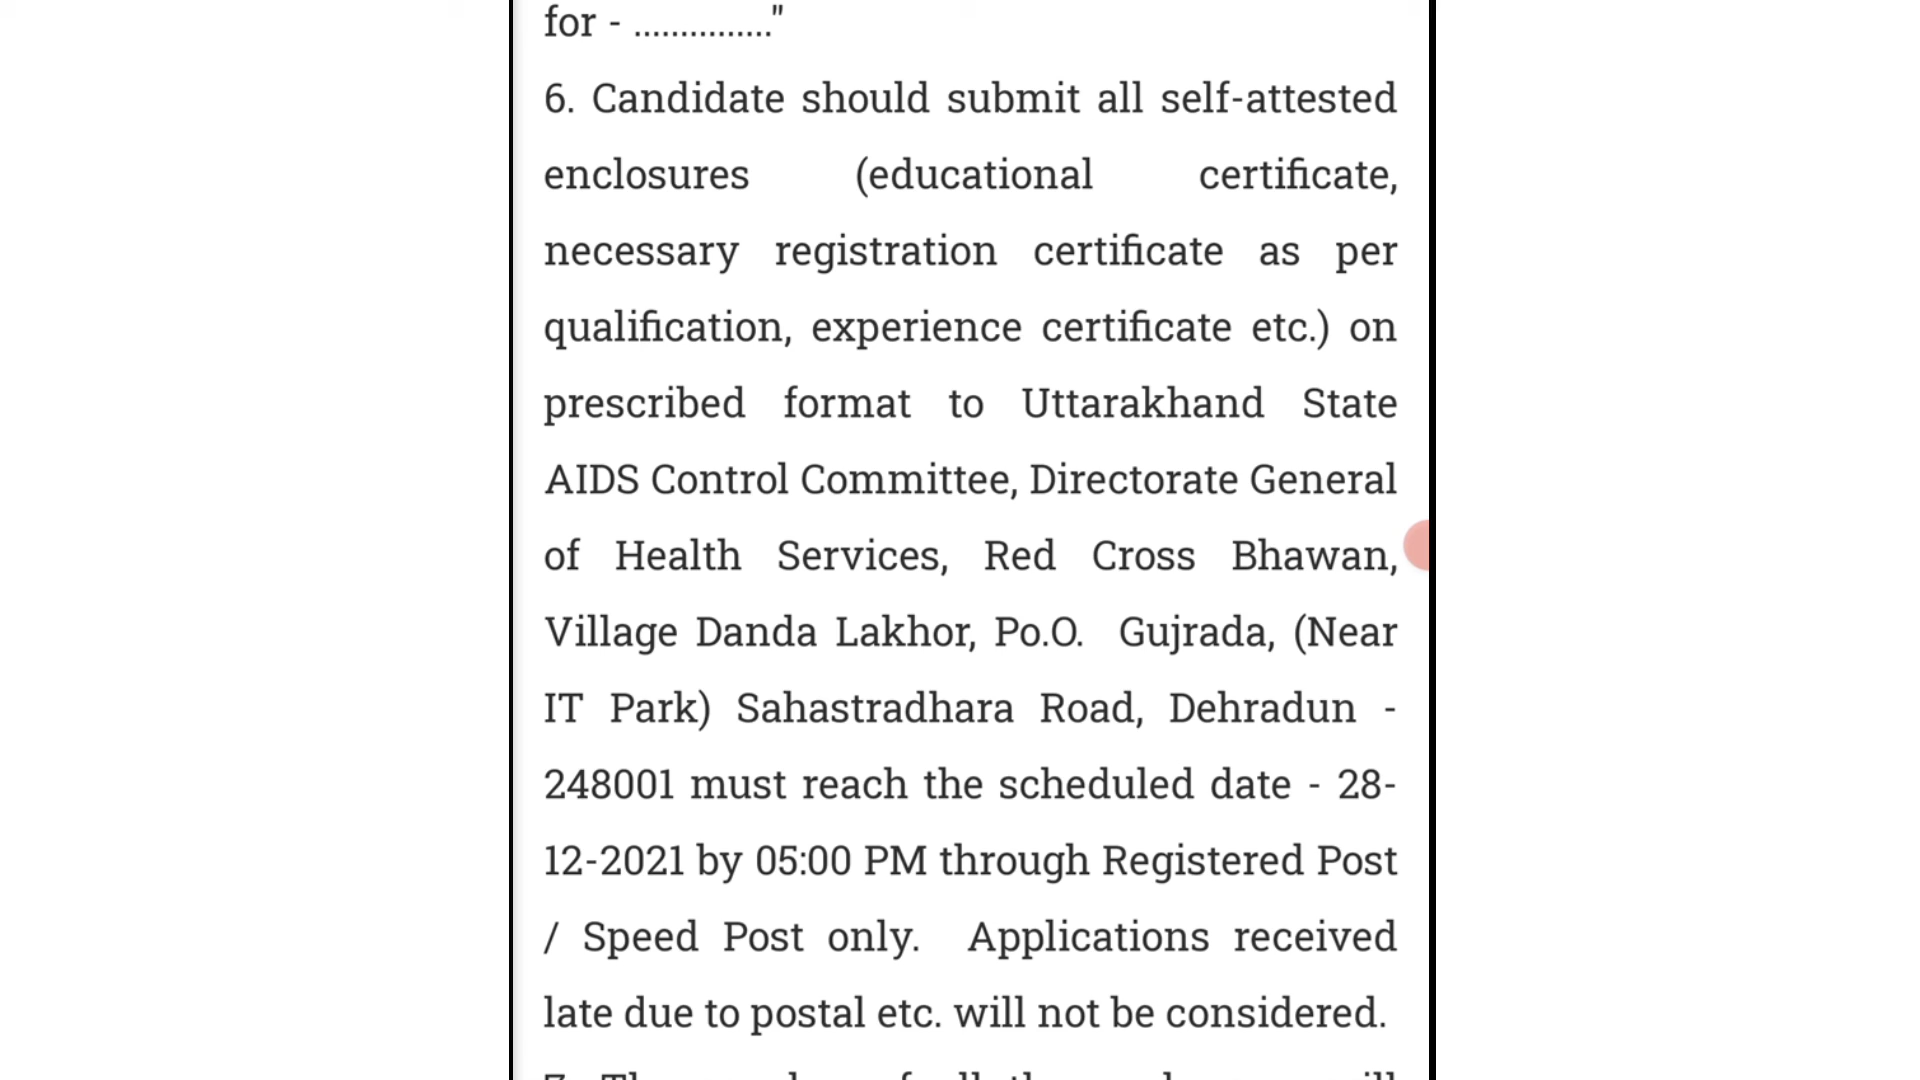 for - ..............."
6. Candidate should submit all self-attested
enclosures (educational certificate,
necessary registration certificate as per
qualification, experience certificate etc.) on
prescribed format to Uttarakhand State
AIDS Control Committee, Directorate General
of Health Services, Red Cross Bhawan,
Village Danda Lakhor, Po.O. Gujrada, (Near
IT Park) Sahastradhara Road, Dehradun -
248001 must reach the scheduled date - 28-
12-2021 by 05:00 PM through Registered Post
/ Speed Post only. Applications received
late due to postal etc. will not be considered.